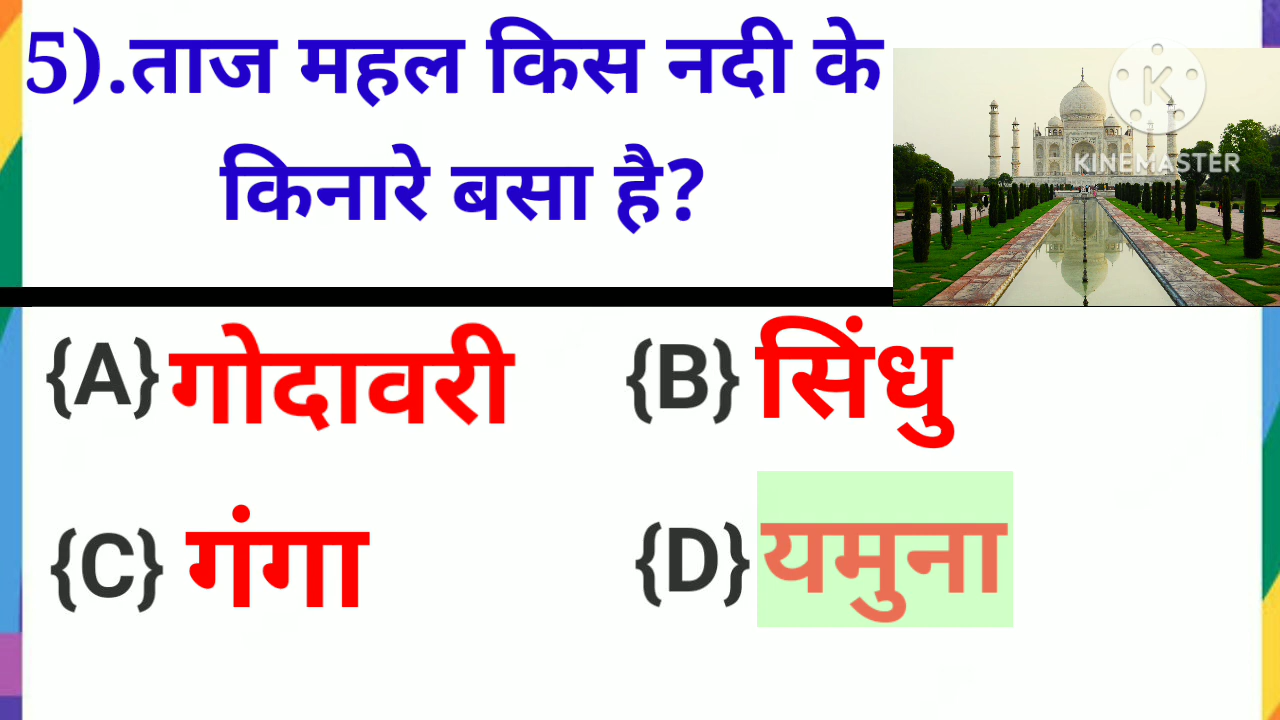 5).ताज महल किस नदी के
किनारे बसा है?
K
KINEMASTER
{A} गोदावरी
{B} सिंधु
{C} गंगा
{D} यमुना